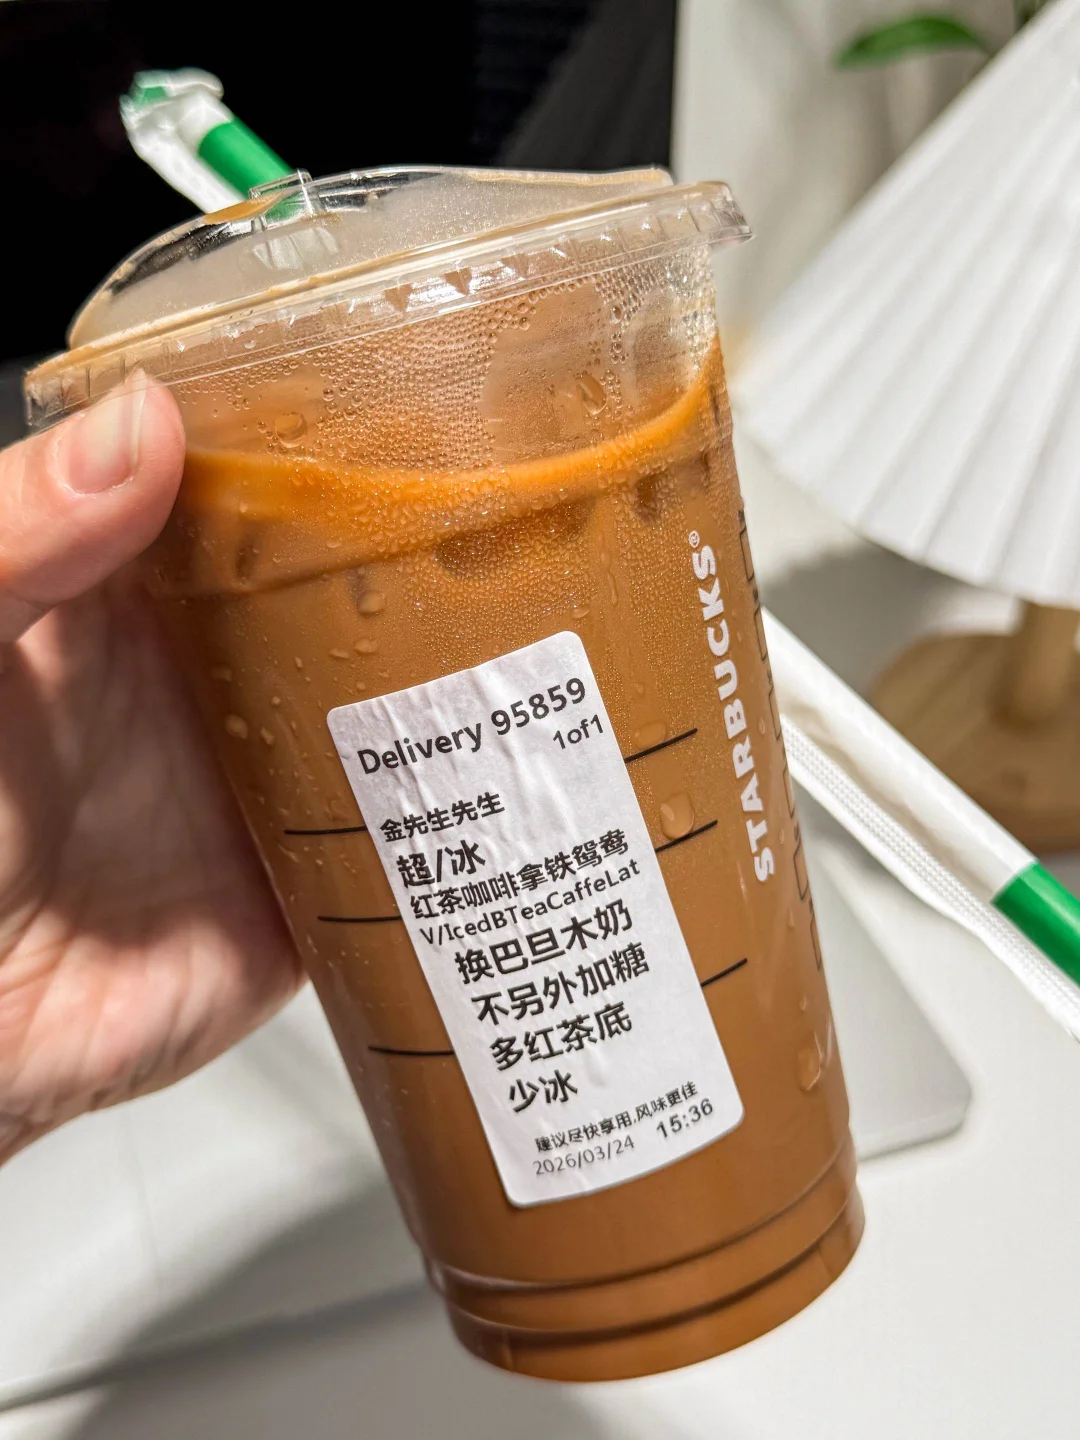 Delivery 95859
1of1
金先生先生
超/冰
红茶咖啡拿铁鸳鸯
V/IcedBTeaCaffeLat
换巴旦木奶
不另外加糖
多红茶底
少冰
建议尽快享用,风味更佳
2026/03/24 15:36
STARBUCKS®